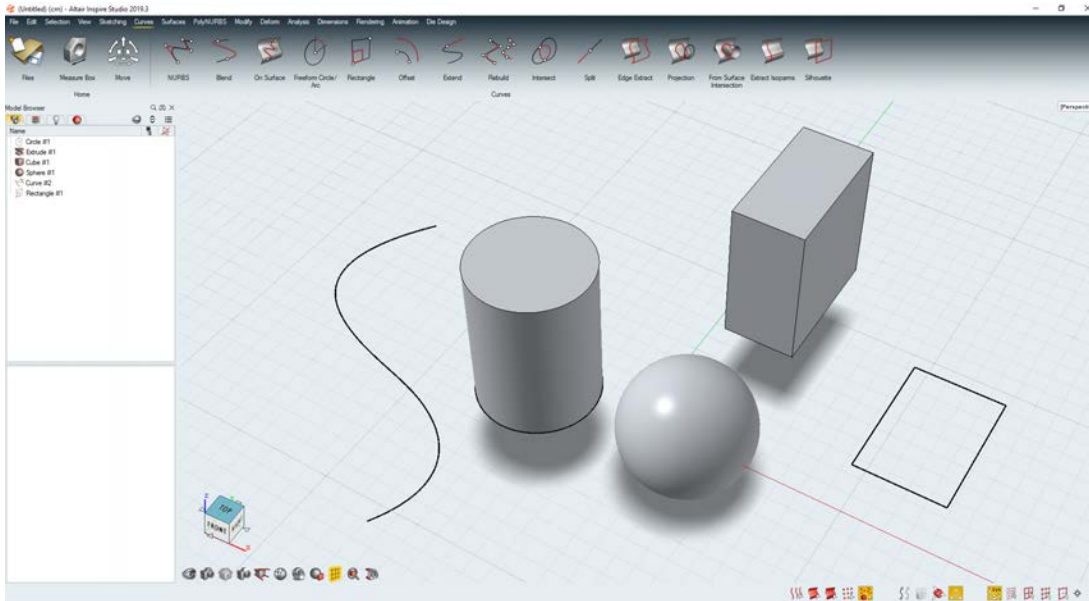 (Untitled) (cm) - Altair Inspire Studio 2019.3
File Edit Selection View Sketching Curves Surfaces PolyNURBS Modify Deform Analysis Dimensions Rendering Animation Die Design
Files Measure Box Move NURBS Blend On Surface Freeform Circle/ Arc Rectangle Offset Extend Rebuild Intersect Split Edge Extract Projection From Surface Intersection Extract Isoparms Silhouette
Home Curves
Model Browser
Name
Circle #1
Extrude #1
Cube #1
Sphere #1
Curve #2
Rectangle #1
[Perspecti
TOP
FRONT